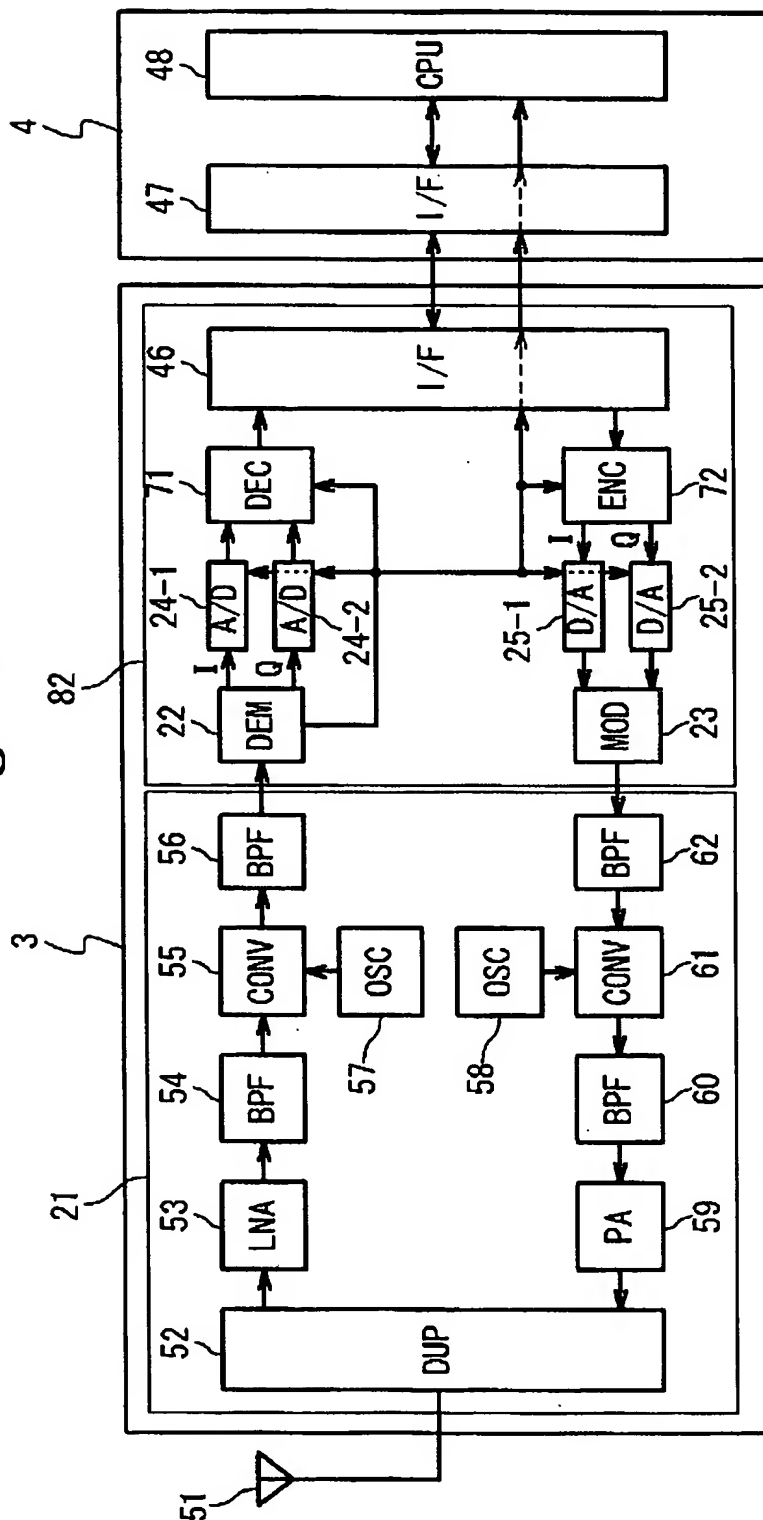 3
4
21
82
51
52
DUP
53
LNA
54
BPF
55
CONV
56
BPF
57
OSC
58
OSC
59
PA
60
BPF
61
CONV
62
BPF
22
DEM
I
Q
24-1
A/D
A/D
24-2
71
DEC
46
I/F
47
I/F
48
CPU
23
MOD
25-1
D/A
D/A
25-2
I
Q
ENC
72